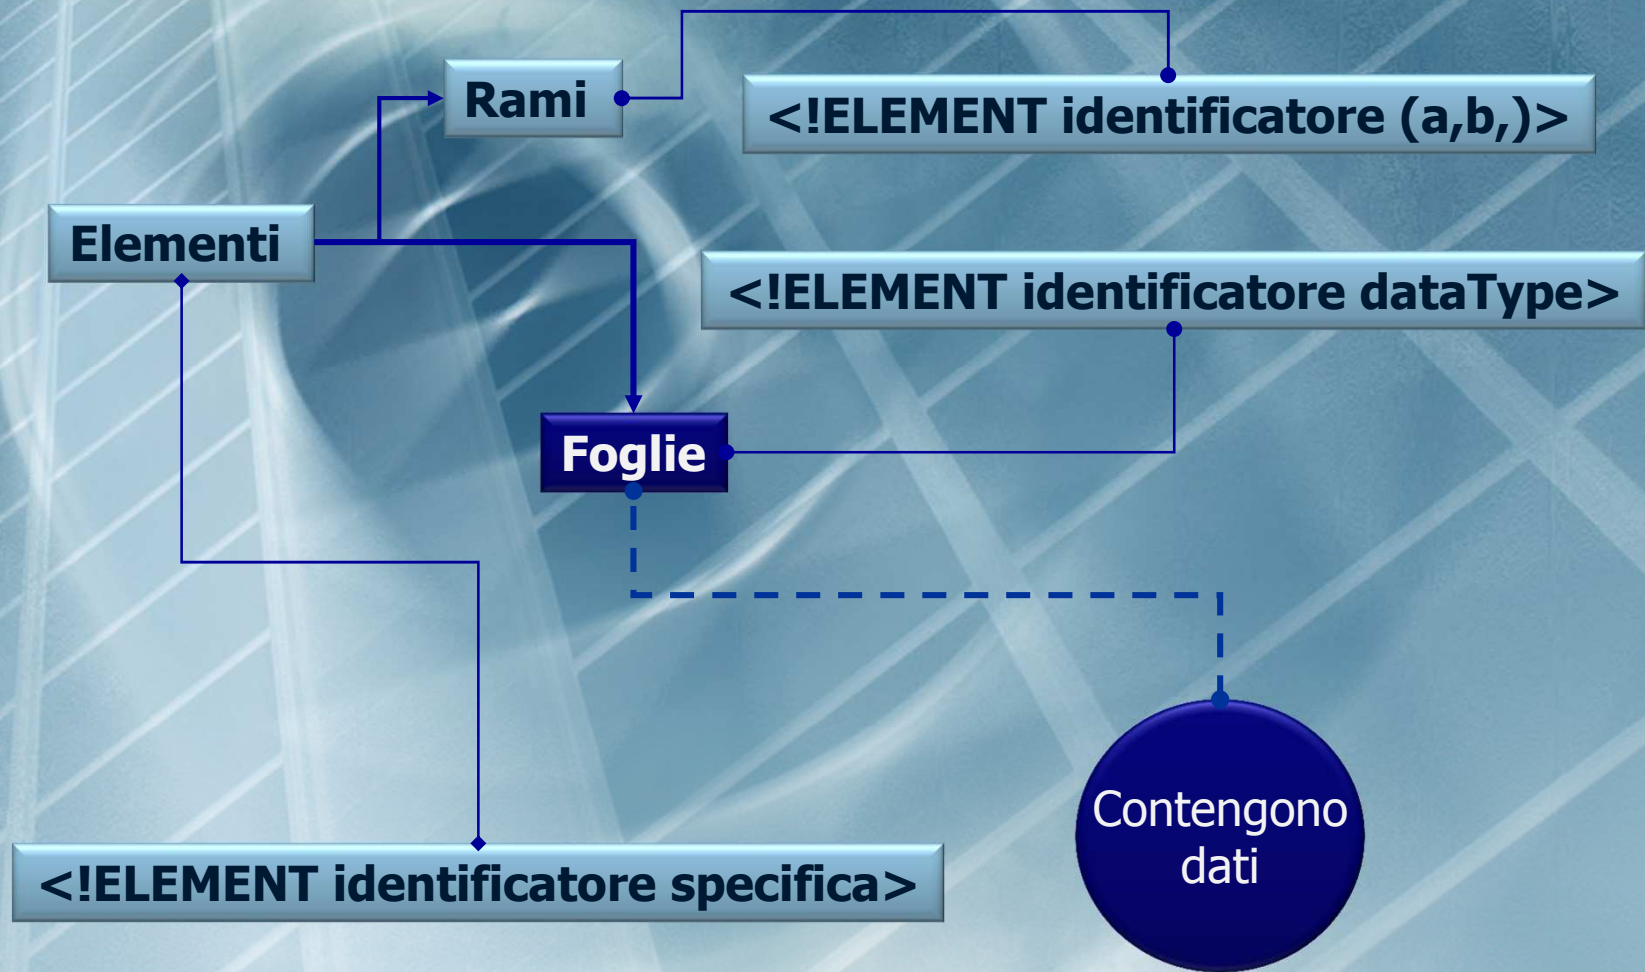 Rami
<!ELEMENT identificatore (a,b,)>
Elementi
<!ELEMENT identificatore dataType>
Foglie
Contengono
dati
<!ELEMENT identificatore specifica>